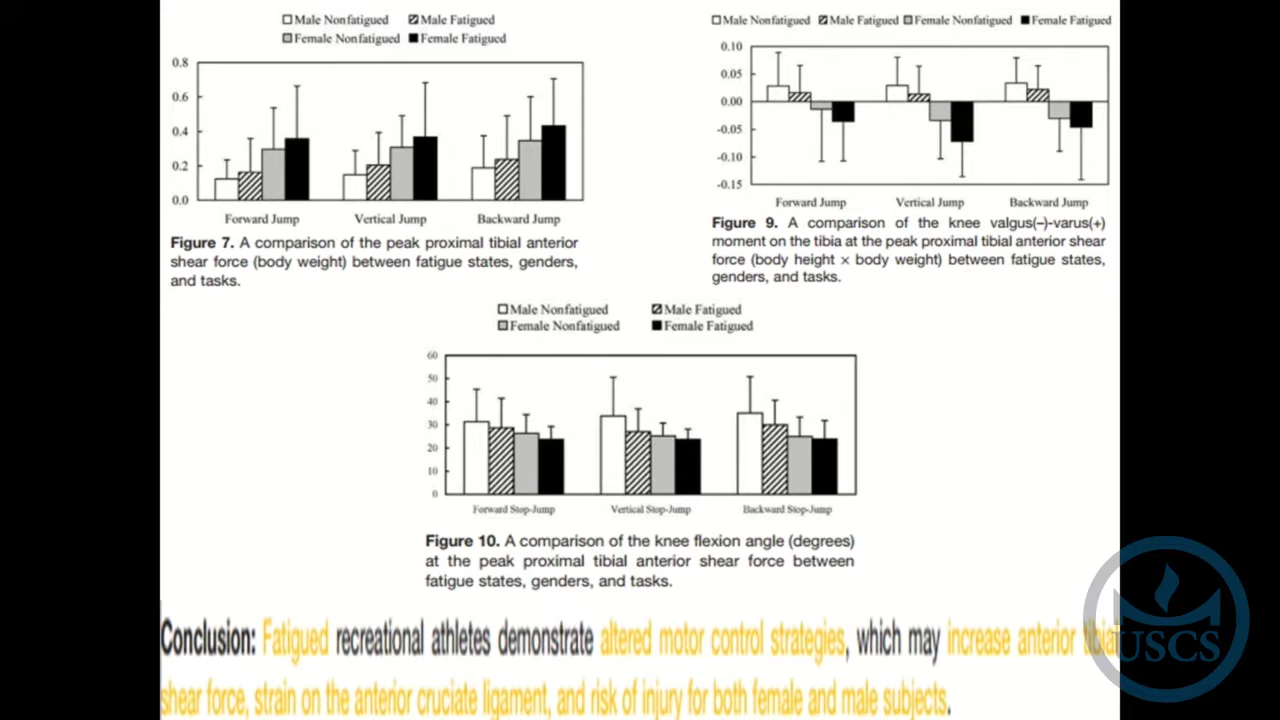 Male Nonfatigued Male Fatigued
Female Nonfatigued Female Fatigued
0.8
0.6
0.4
0.2
0.0
Forward Jump Vertical Jump Backward Jump
Figure 7. A comparison of the peak proximal tibial anterior
shear force (body weight) between fatigue states, genders,
and tasks.
Male Nonfatigued Male Fatigued Female Nonfatigued Female Fatigued
0.10
0.05
0.00
-0.05
-0.10
-0.15
Forward Jump Vertical Jump Backward Jump
Figure 9. A comparison of the knee valgus(–)-varus(+)
moment on the tibia at the peak proximal tibial anterior shear
force (body height × body weight) between fatigue states,
genders, and tasks.
Male Nonfatigued Male Fatigued
Female Nonfatigued Female Fatigued
60
50
40
30
20
10
0
Forward Stop-Jump Vertical Stop-Jump Backward Stop-Jump
Figure 10. A comparison of the knee flexion angle (degrees)
at the peak proximal tibial anterior shear force between
fatigue states, genders, and tasks.
Conclusion: Fatigued recreational athletes demonstrate altered motor control strategies, which may increase anterior tibial
shear force, strain on the anterior cruciate ligament, and risk of injury for both female and male subjects.
USCS